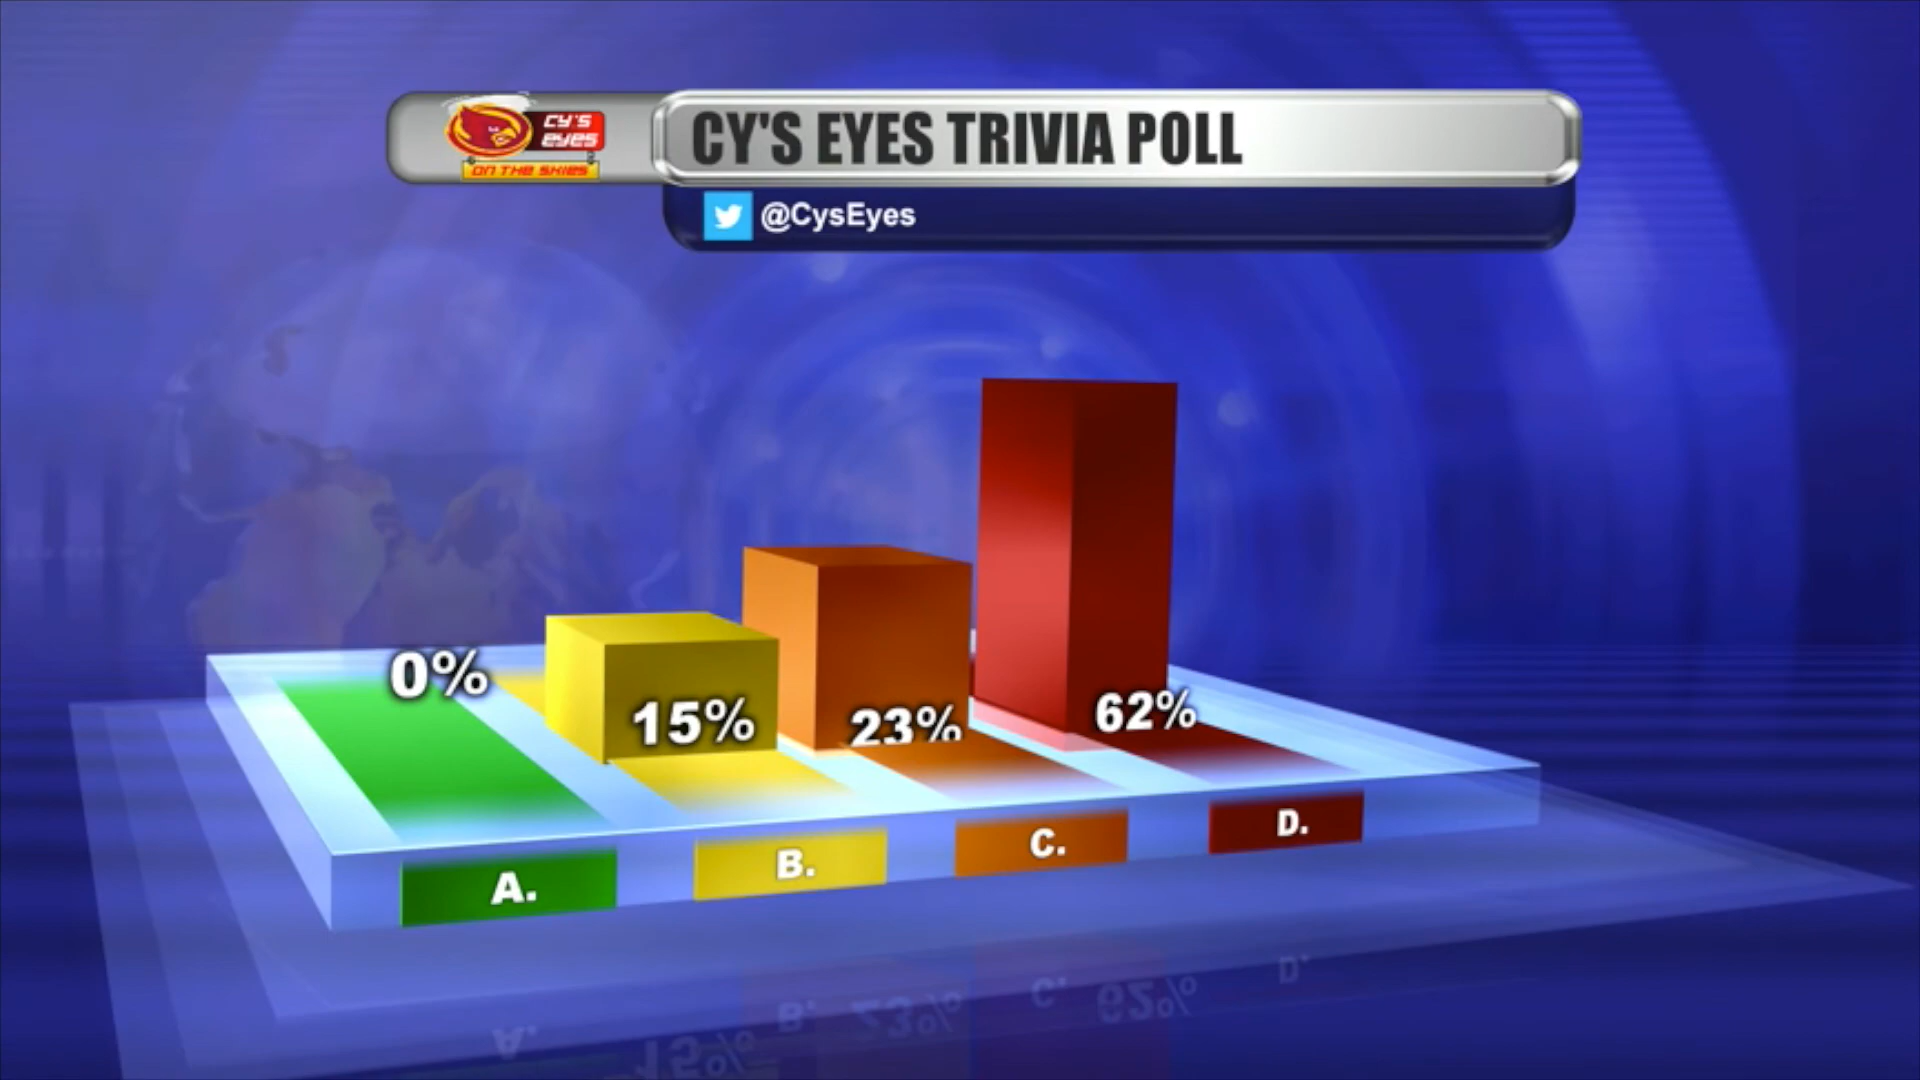 CY'S
EYES
ON THE SKIES
CY'S EYES TRIVIA POLL
@CysEyes
0%
15%
23%
62%
A.
B.
C.
D.